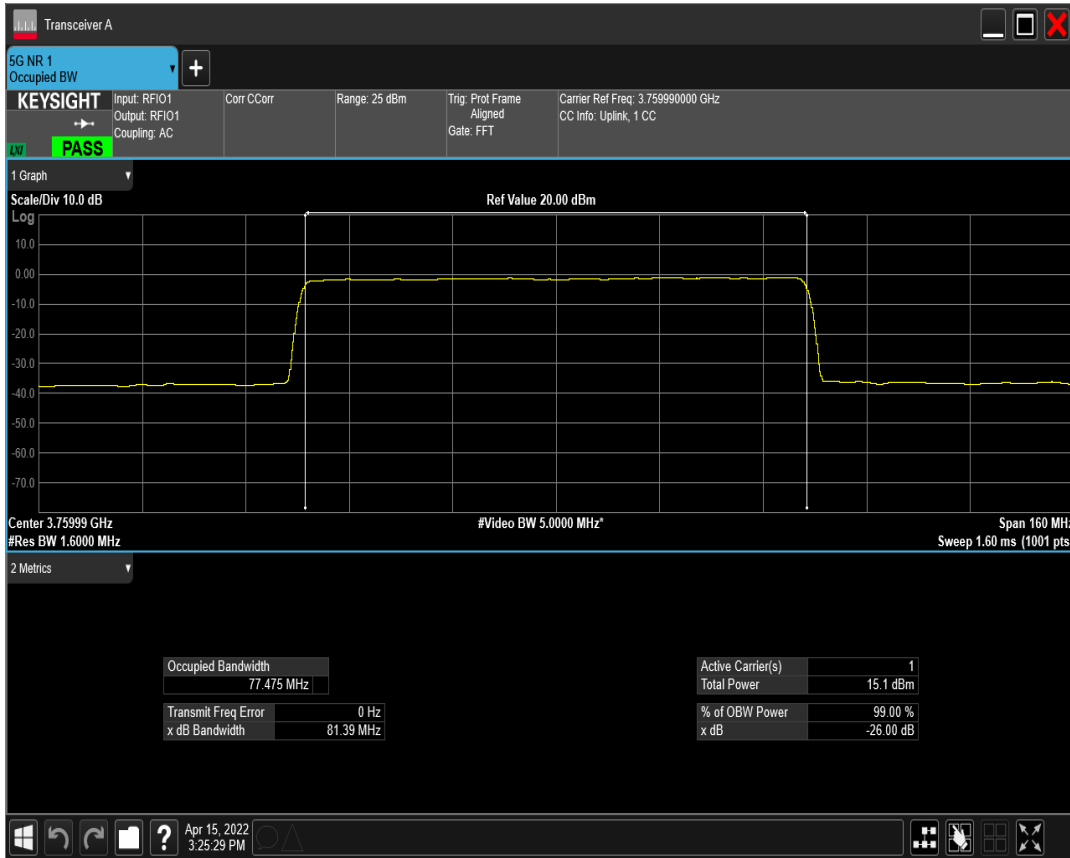 Transceiver A
5G NR 1
Occupied BW
+
KEYSIGHT
LXI
PASS
Input: RFIO1
Output: RFIO1
Coupling: AC
Corr CCorr
Range: 25 dBm
Trig: Prot Frame
Aligned
Gate: FFT
Carrier Ref Freq: 3.759990000 GHz
CC Info: Uplink, 1 CC
1 Graph
Scale/Div 10.0 dB
Ref Value 20.00 dBm
Log
10.0
0.00
-10.0
-20.0
-30.0
-40.0
-50.0
-60.0
-70.0
Center 3.75999 GHz
#Video BW 5.0000 MHz*
Span 160 MHz
#Res BW 1.6000 MHz
Sweep 1.60 ms (1001 pts
2 Metrics
Occupied Bandwidth
77.475 MHz
Transmit Freq Error 0 Hz
x dB Bandwidth 81.39 MHz
Active Carrier(s) 1
Total Power 15.1 dBm
% of OBW Power 99.00 %
x dB -26.00 dB
?
Apr 15, 2022
3:25:29 PM